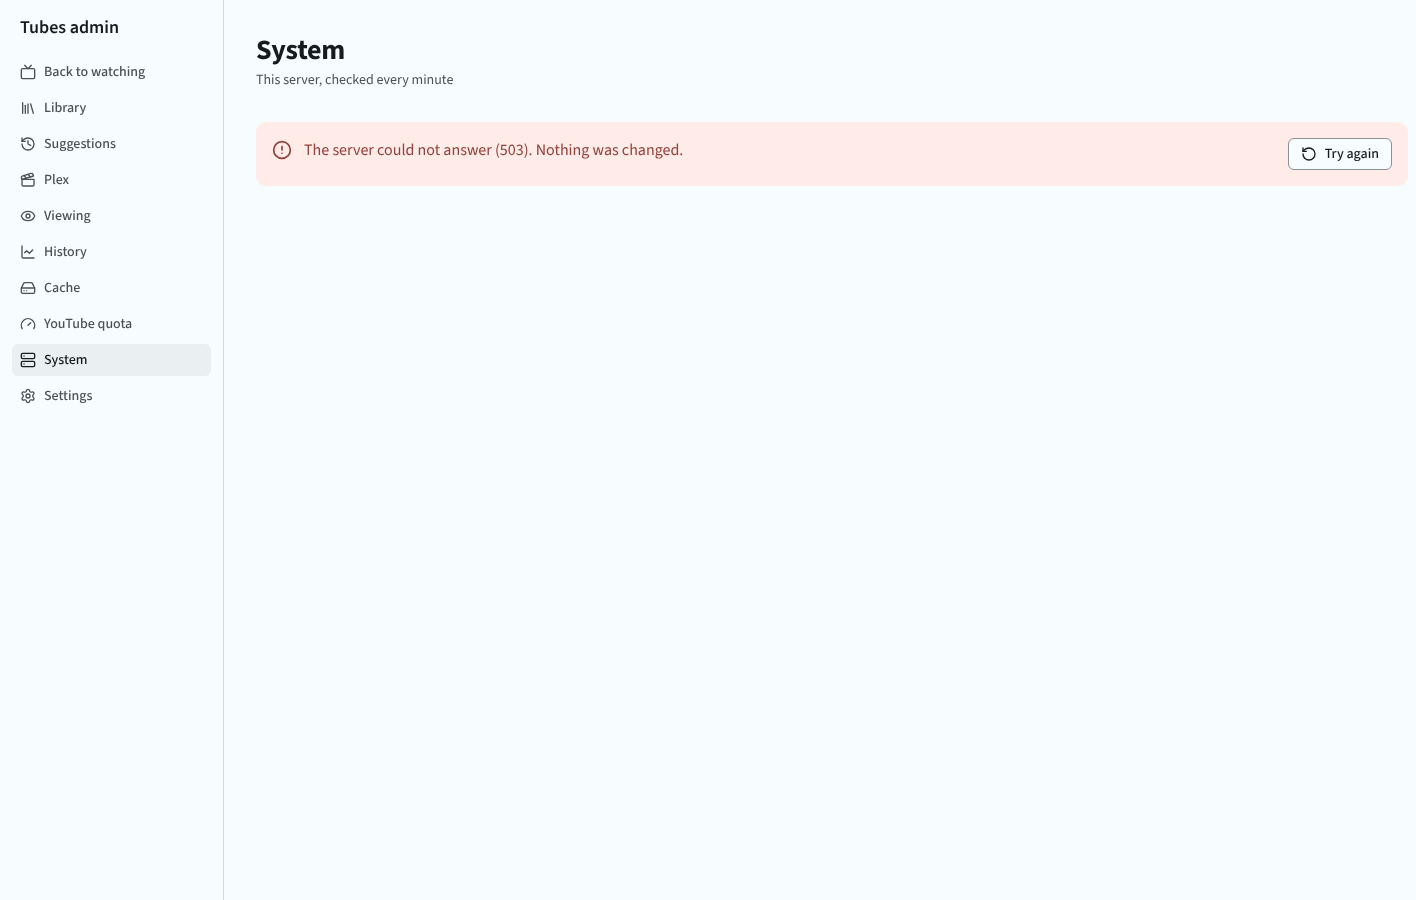 Tubes admin
Back to watching
Library
Suggestions
Plex
Viewing
History
Cache
YouTube quota
System
Settings
System
This server, checked every minute
The server could not answer (503). Nothing was changed.
Try again